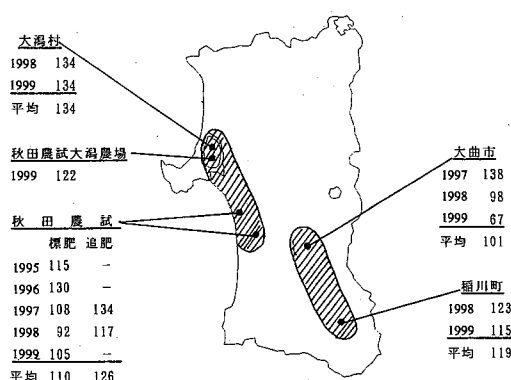 大潟村
1998 134
1999 134
平均 134
秋田農試大潟農場
1999 122
秋田農試
標肥 追肥
1995 115 －
1996 130 －
1997 108 134
1998 92 117
1999 105 －
平均 110 126
大曲市
1997 138
1998 98
1999 67
平均 101
稲川町
1998 123
1999 115
平均 119